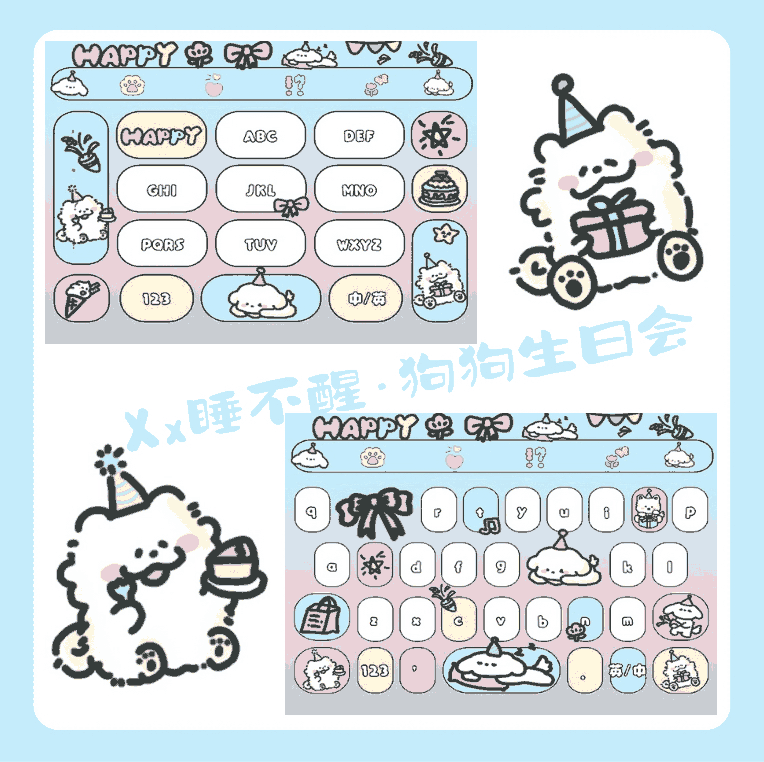 HAPPY
!?
HAPPY ABC DEF
GHI JKL MNO
PQRS TUV WXYZ
123 中/英
Xx睡不醒·狗狗生日会
HAPPY
!?
q r t y u i p
a d f g k l
z x c v b n m
123 ' . 英/中